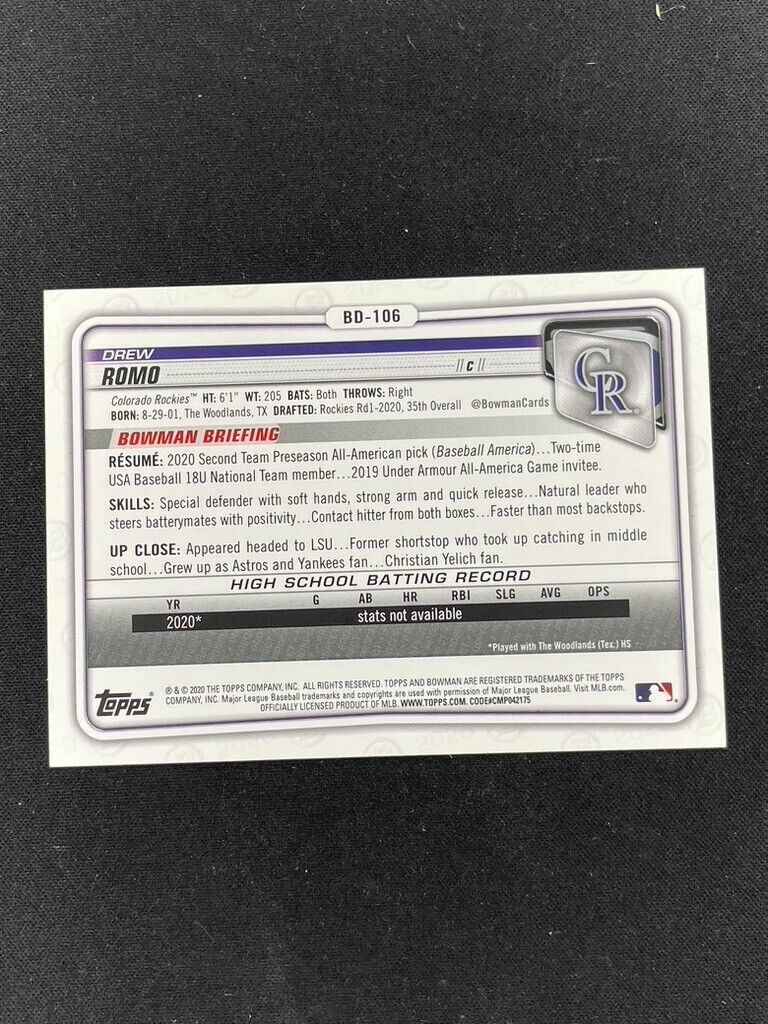 BD-106
DREW
ROMO
//C//
CR
Colorado Rockies™ HT: 6'1" WT: 205 BATS: Both THROWS: Right
BORN: 8-29-01, The Woodlands, TX DRAFTED: Rockies Rd1-2020, 35th Overall @BowmanCards
BOWMAN BRIEFING
RÉSUMÉ: 2020 Second Team Preseason All-American pick (Baseball America)...Two-time
USA Baseball 18U National Team member...2019 Under Armour All-America Game invitee.
SKILLS: Special defender with soft hands, strong arm and quick release...Natural leader who
steers batterymates with positivity...Contact hitter from both boxes...Faster than most backstops.
UP CLOSE: Appeared headed to LSU...Former shortstop who took up catching in middle
school...Grew up as Astros and Yankees fan...Christian Yelich fan.
HIGH SCHOOL BATTING RECORD
YR G AB HR RBI SLG AVG OPS
2020* stats not available
*Played with The Woodlands (Tex.) HS
Topps®
® & © 2020 THE TOPPS COMPANY, INC. ALL RIGHTS RESERVED. TOPPS AND BOWMAN ARE REGISTERED TRADEMARKS OF THE TOPPS
COMPANY, INC. Major League Baseball trademarks and copyrights are used with permission of Major League Baseball. Visit MLB.com.
OFFICIALLY LICENSED PRODUCT OF MLB. WWW.TOPPS.COM. CODE#CMP042175